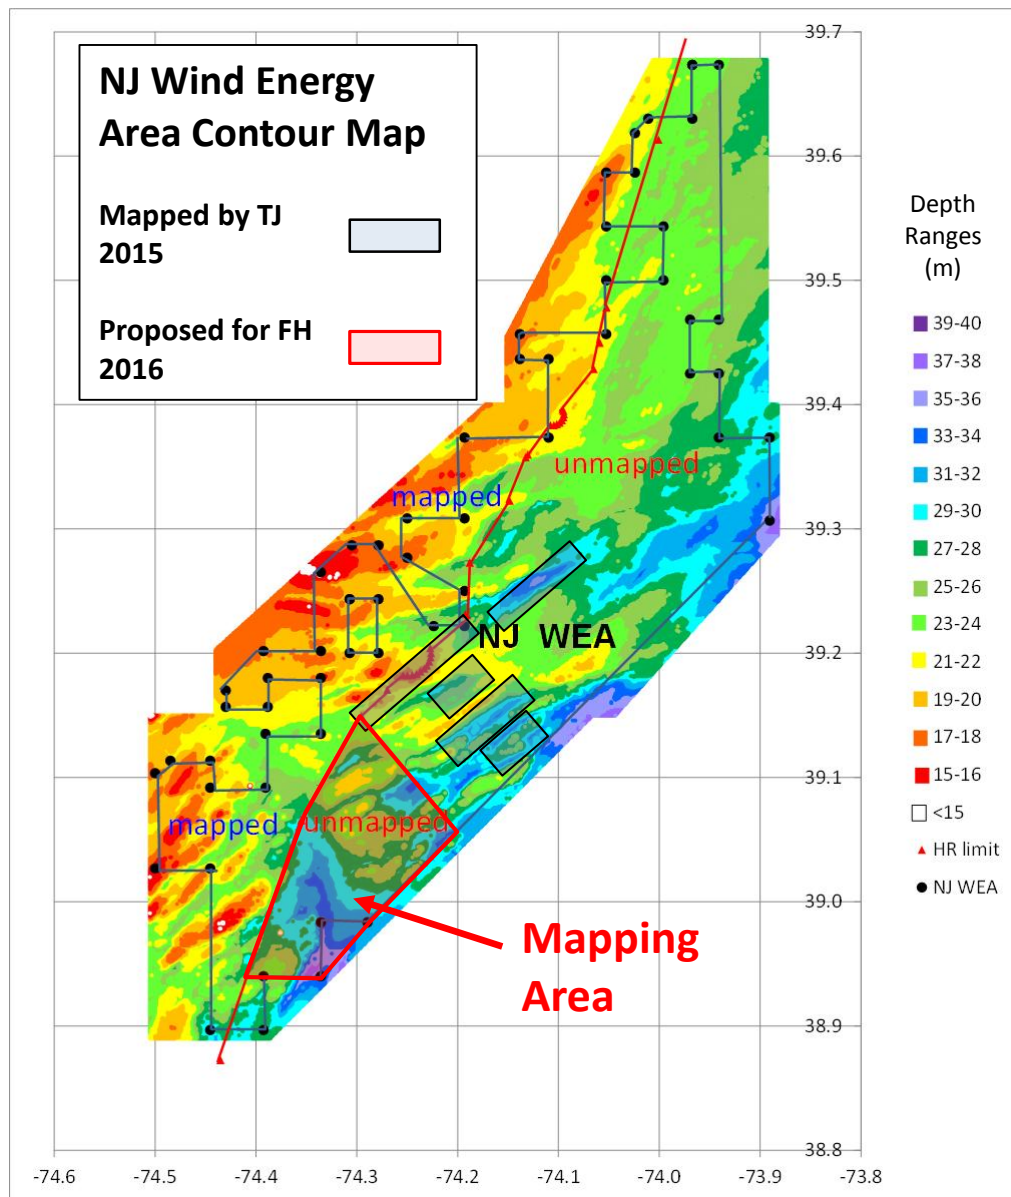 NJ Wind Energy
Area Contour Map
Mapped by TJ
2015
Proposed for FH
2016
39.7
39.6
39.5
39.4
39.3
39.2
39.1
39.0
38.9
38.8
-74.6
-74.5
-74.4
-74.3
-74.2
-74.1
-74.0
-73.9
-73.8
unmapped
mapped
NJ WEA
mapped
unmapped
Mapping
Area
Depth
Ranges
(m)
39-40
37-38
35-36
33-34
31-32
29-30
27-28
25-26
23-24
21-22
19-20
17-18
15-16
<15
HR limit
NJ WEA